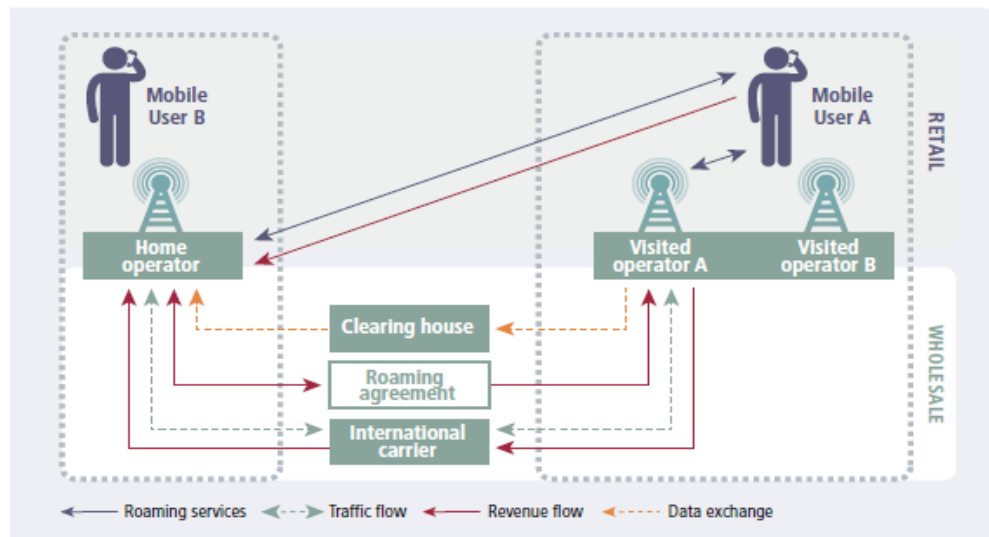 Mobile
User B
Mobile
User A
RETAIL
Home
operator
Visited
operator A
Visited
operator B
Clearing house
Roaming
agreement
International
carrier
WHOLESALE
Roaming services
Traffic flow
Revenue flow
Data exchange